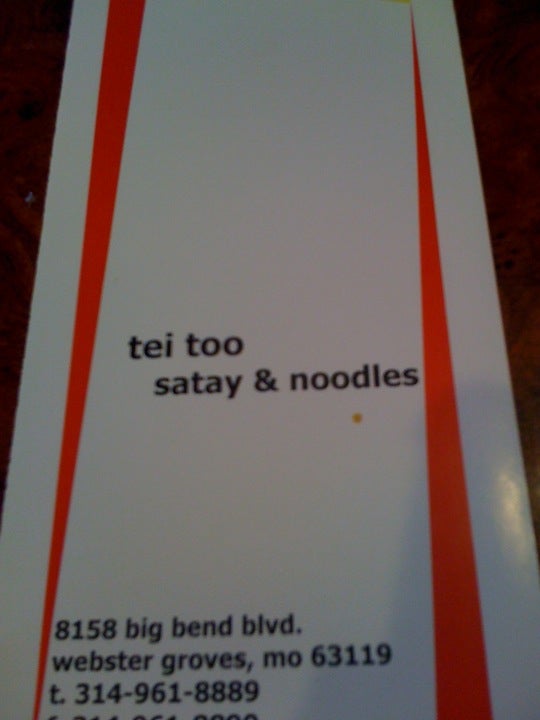 tei too
satay & noodles
8158 big bend blvd.
webster groves, mo 63119
t. 314-961-8889